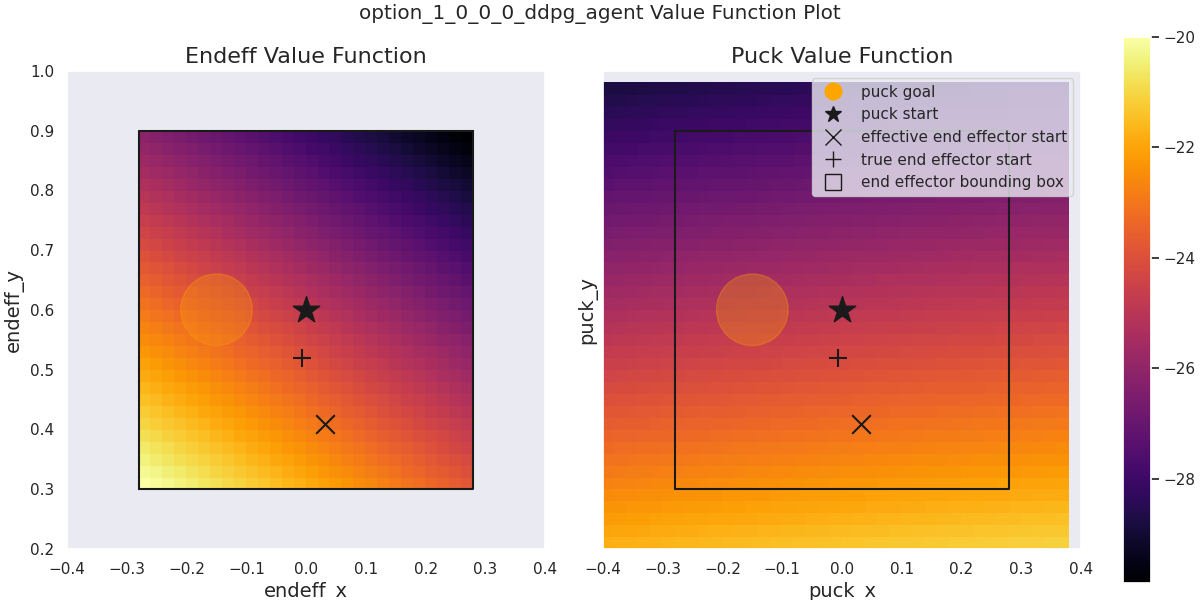 option_1_0_0_0_ddpg_agent Value Function Plot
Endeff Value Function
1.0
0.9
0.8
0.7
0.6
0.5
0.4
0.3
0.2
endeff_y
−0.4 −0.3 −0.2 −0.1 0.0 0.1 0.2 0.3 0.4
endeff_x
Puck Value Function
puck goal
puck start
effective end effector start
true end effector start
end effector bounding box
puck_y
−0.4 −0.3 −0.2 −0.1 0.0 0.1 0.2 0.3 0.4
puck_x
−20
−22
−24
−26
−28